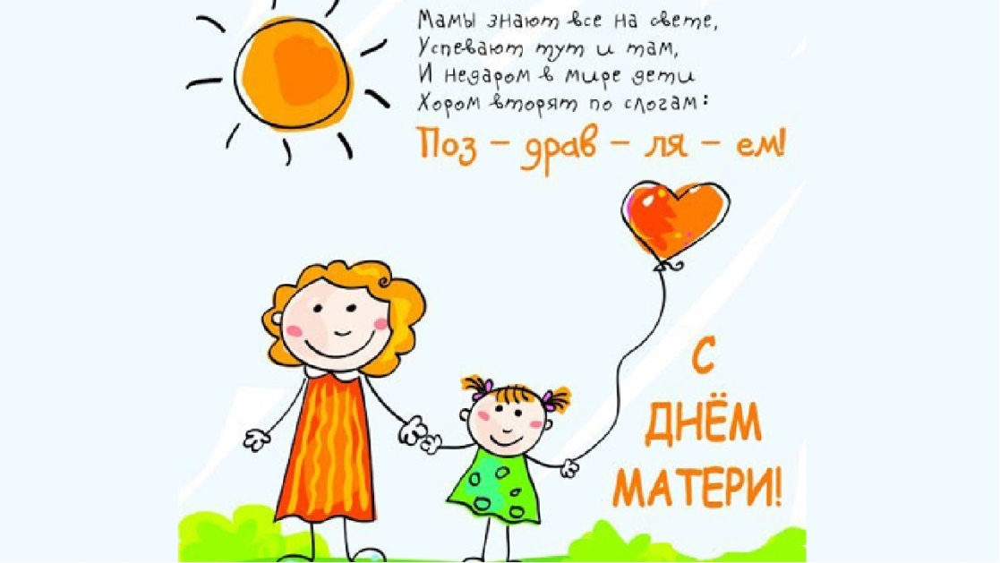 Мамы знают все на свете,
Успевают тут и там,
И недаром в мире дети
Хором вторят по слогам:
Поз - драв - ля - ем!
С
ДНЁМ
МАТЕРИ!